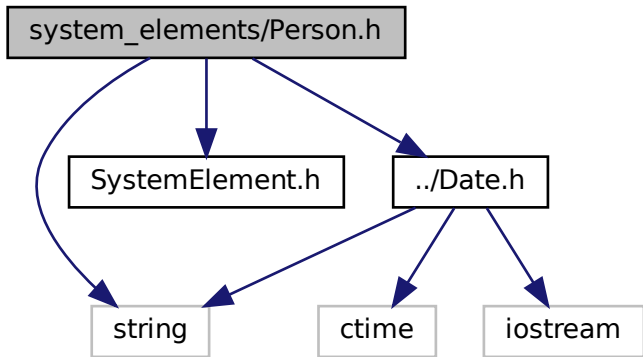 system_elements/Person.h
SystemElement.h
../Date.h
string
ctime
iostream